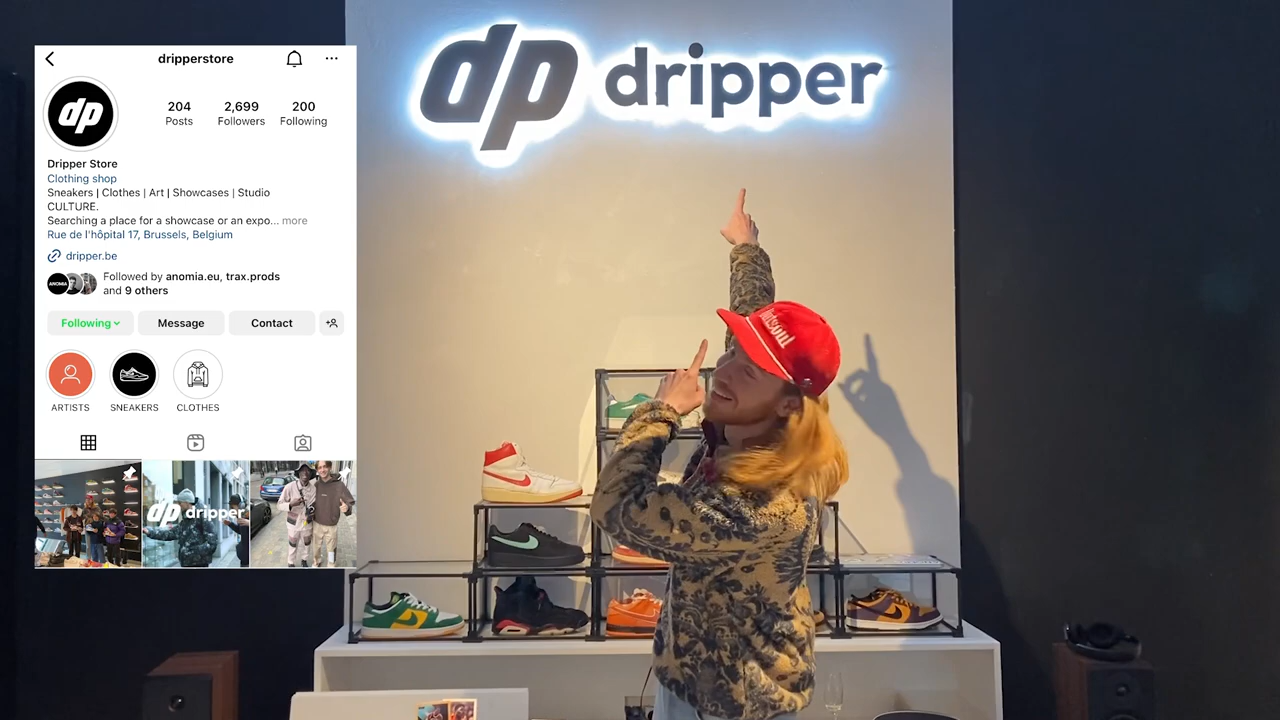 dripperstore
dp
204
2,699
200
Posts
Followers
Following
Dripper Store
Clothing shop
Sneakers | Clothes | Art | Showcases | Studio
CULTURE.
Searching a place for a showcase or an expo... more
Rue de l'hôpital 17, Brussels, Belgium
dripper.be
ANOMIA
Followed by anomia.eu, trax.prods
and 9 others
Following
Message
Contact
ARTISTS
SNEAKERS
CLOTHES
dp dripper
dp dripper